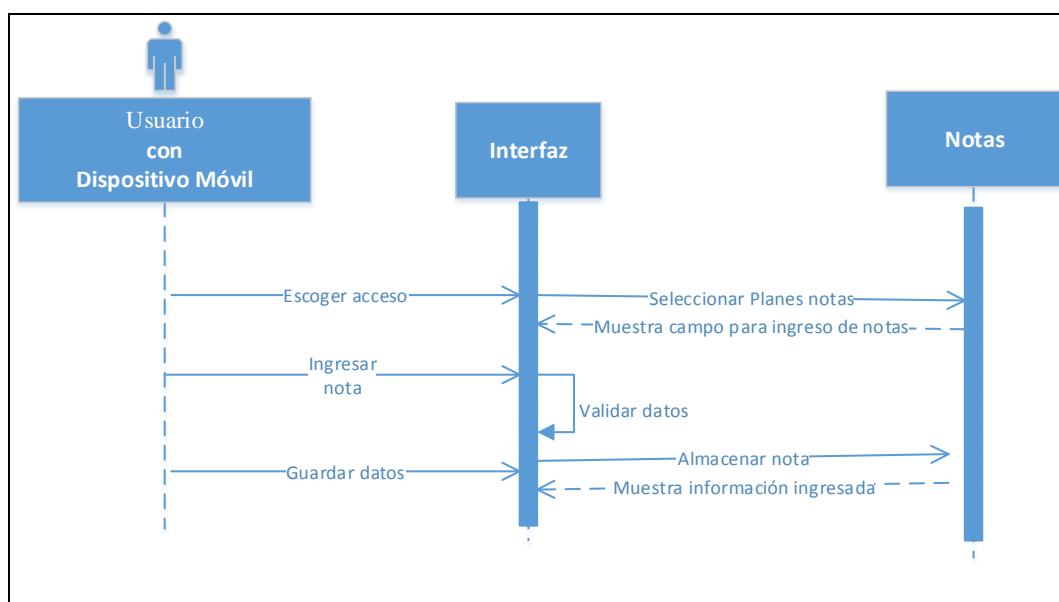 Usuario
con
Dispositivo Móvil
Interfaz
Notas
Escoger acceso
Seleccionar Planes notas
Muestra campo para ingreso de notas
Ingresar
nota
Validar datos
Guardar datos
Almacenar nota
Muestra información ingresada